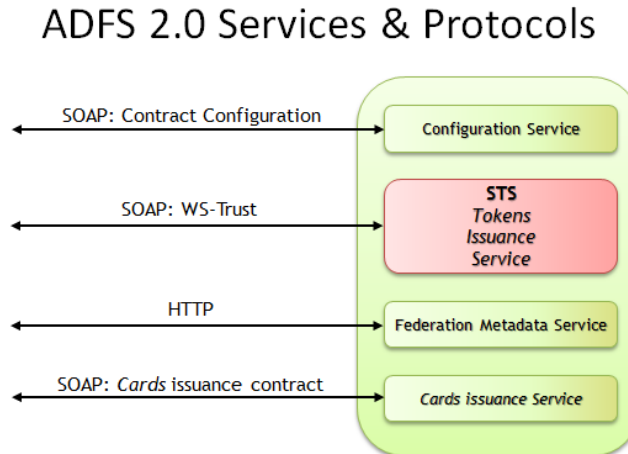 ADFS 2.0 Services & Protocols
SOAP: Contract Configuration
Configuration Service
SOAP: WS-Trust
STS
Tokens
Issuance
Service
HTTP
Federation Metadata Service
SOAP: Cards issuance contract
Cards issuance Service